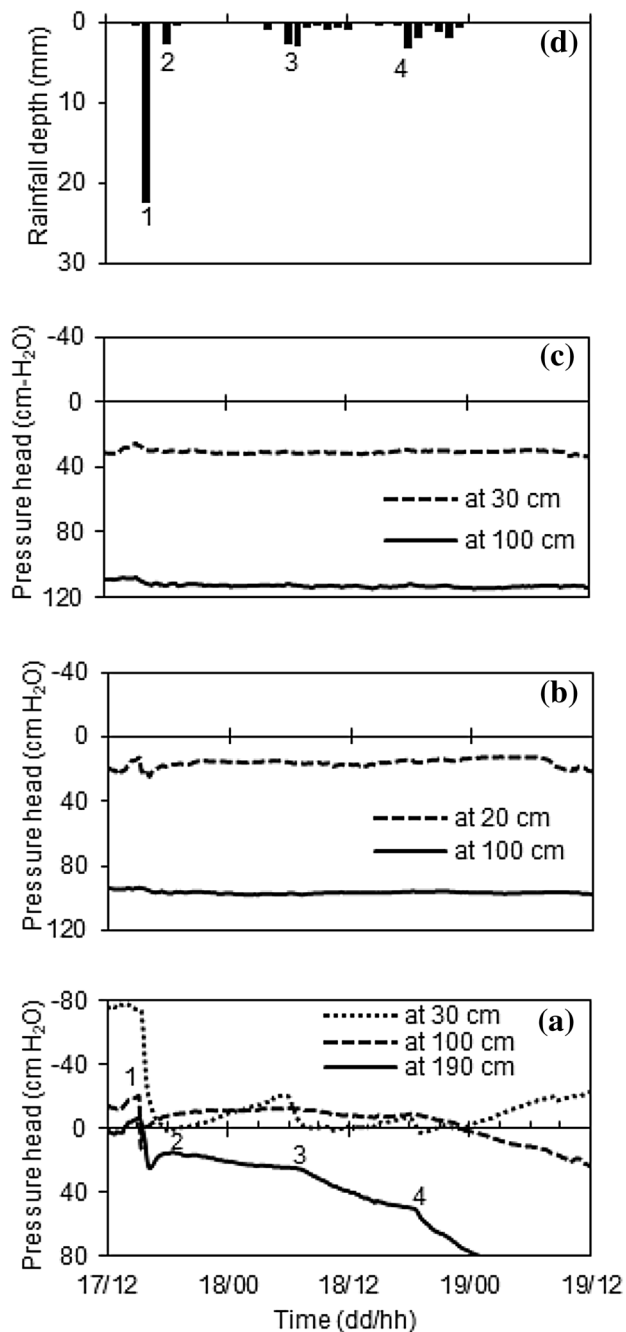 Rainfall depth (mm)
0
10
20
30
1
2
3
4
(d)
Pressure head (cm-H₂O)
-40
0
40
80
120
(c)
at 30 cm
at 100 cm
Pressure head (cm H₂O)
-40
0
40
80
120
(b)
at 20 cm
at 100 cm
Pressure head (cm H₂O)
-80
-40
0
40
80
(a)
at 30 cm
at 100 cm
at 190 cm
1
2
3
4
17/12 18/00 18/12 19/00 19/12
Time (dd/hh)